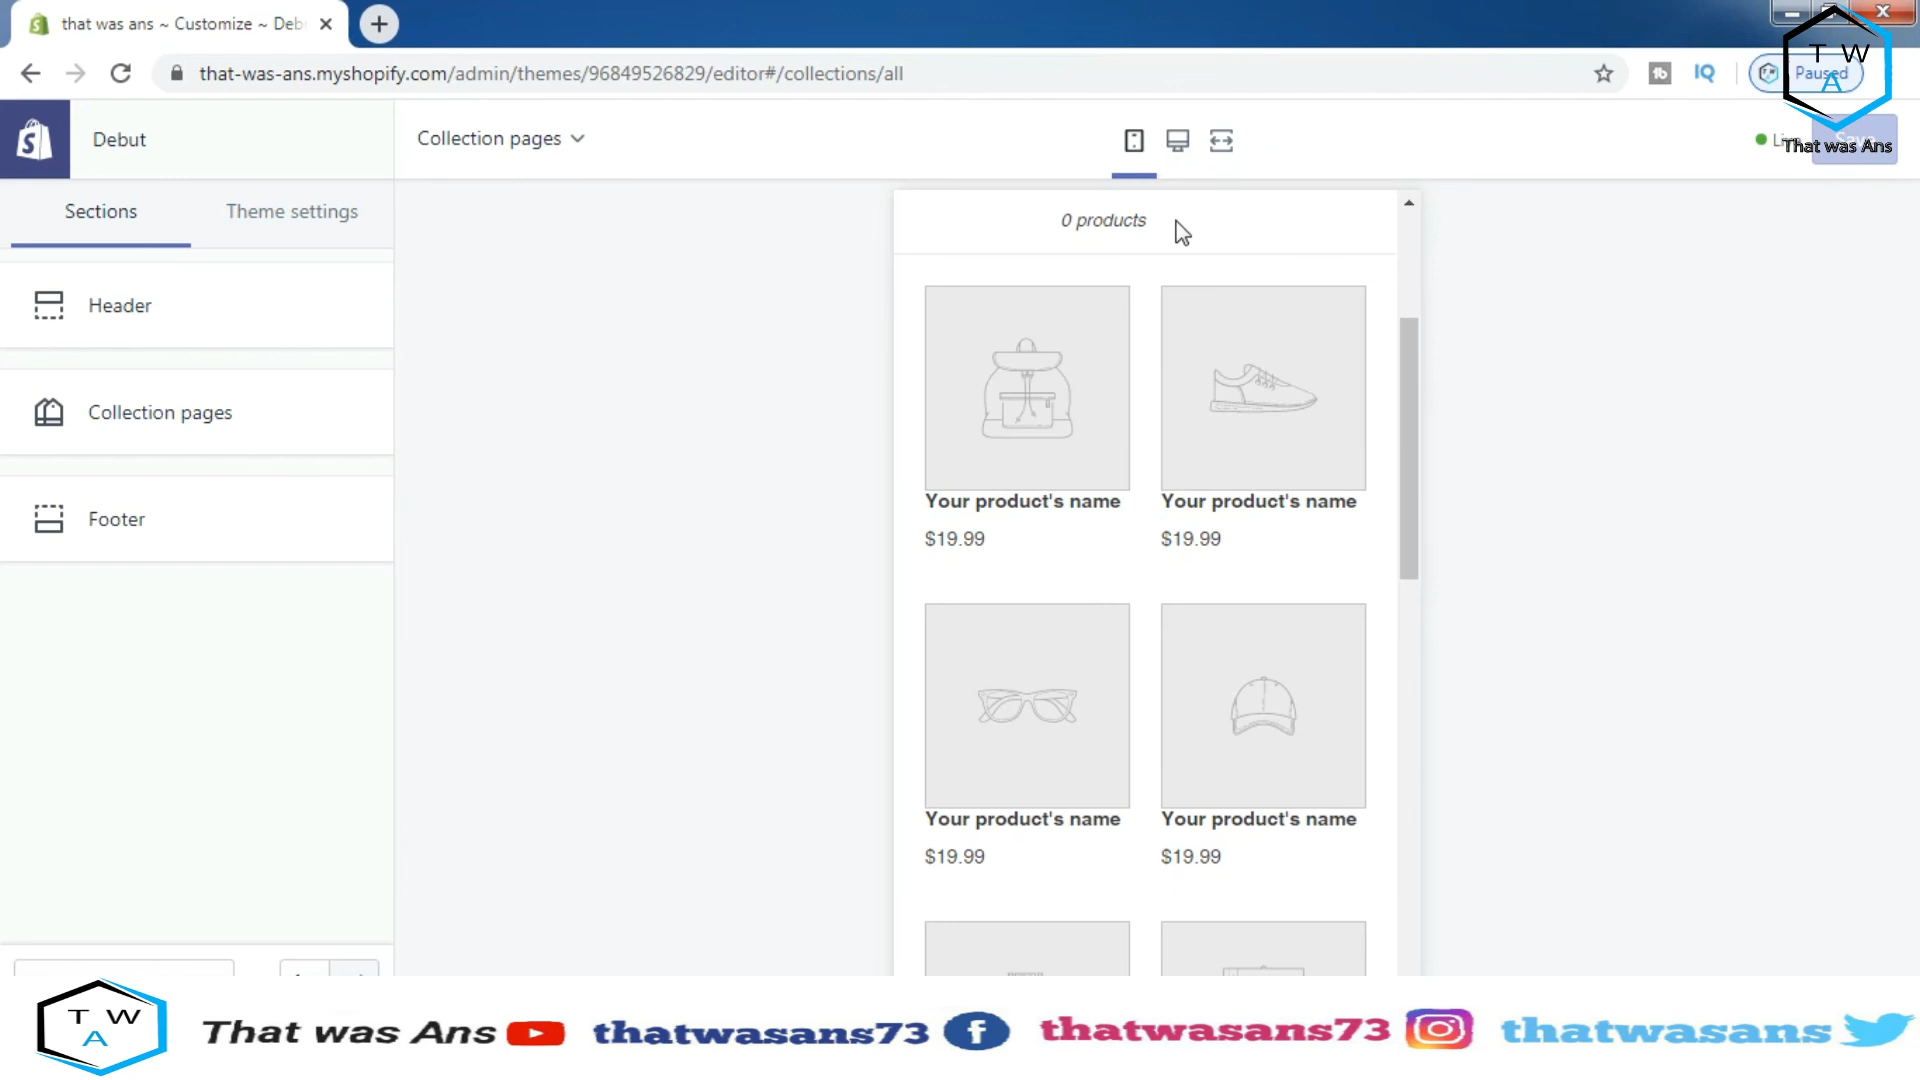 that was ans ~ Customize ~ Deb
that-was-ans.myshopify.com/admin/themes/96849526829/editor#/collections/all
Paused
T W
A
That was Ans
Debut
Collection pages
Save
Sections
Theme settings
Header
Collection pages
Footer
0 products
Your product's name
$19.99
Your product's name
$19.99
Your product's name
$19.99
Your product's name
$19.99
T W
A
That was Ans
thatwasans73
thatwasans73
thatwasans